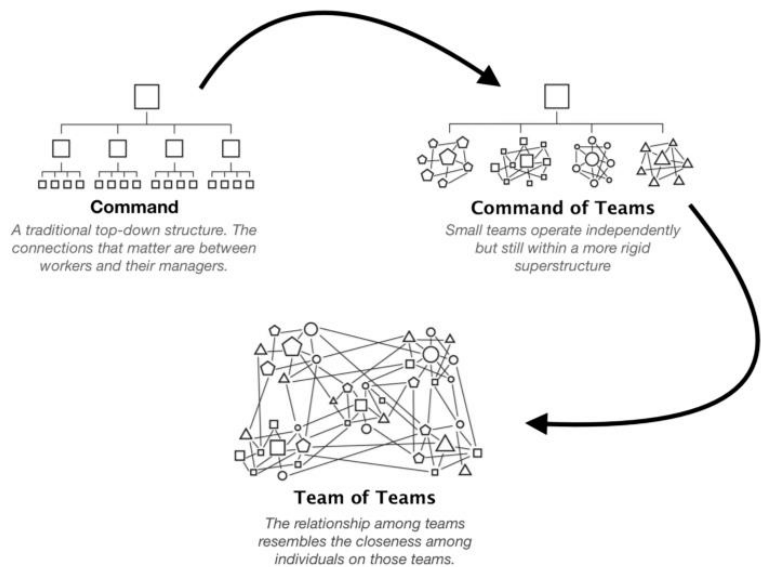 Command
A traditional top-down structure. The
connections that matter are between
workers and their managers.
Command of Teams
Small teams operate independently
but still within a more rigid
superstructure
Team of Teams
The relationship among teams
resembles the closeness among
individuals on those teams.